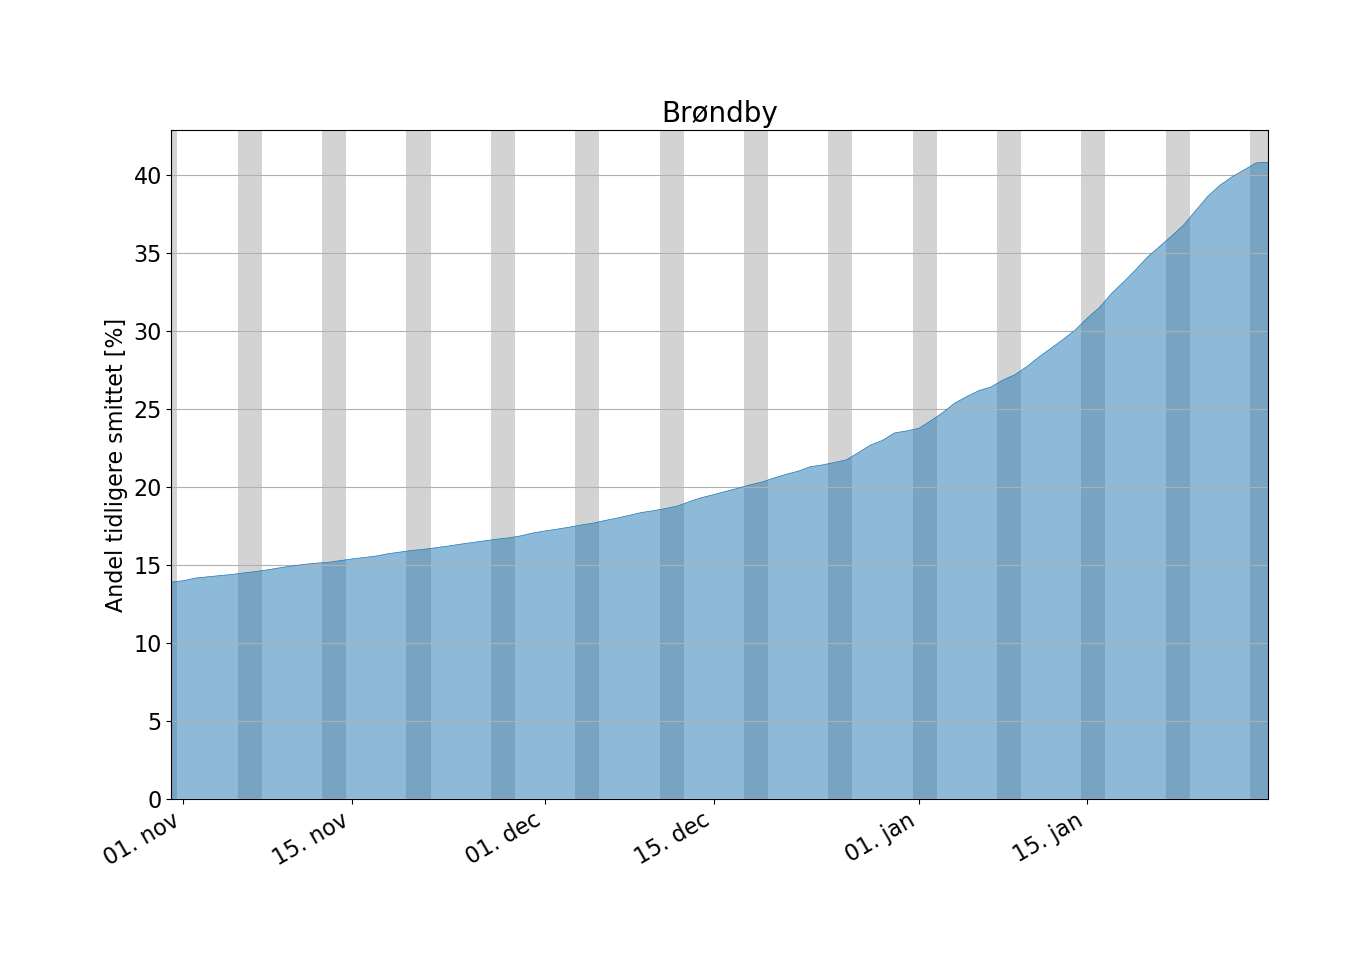 Brøndby
Andel tidligere smittet [%]
40
35
30
25
20
15
10
5
0
01. nov
15. nov
01. dec
15. dec
01. jan
15. jan